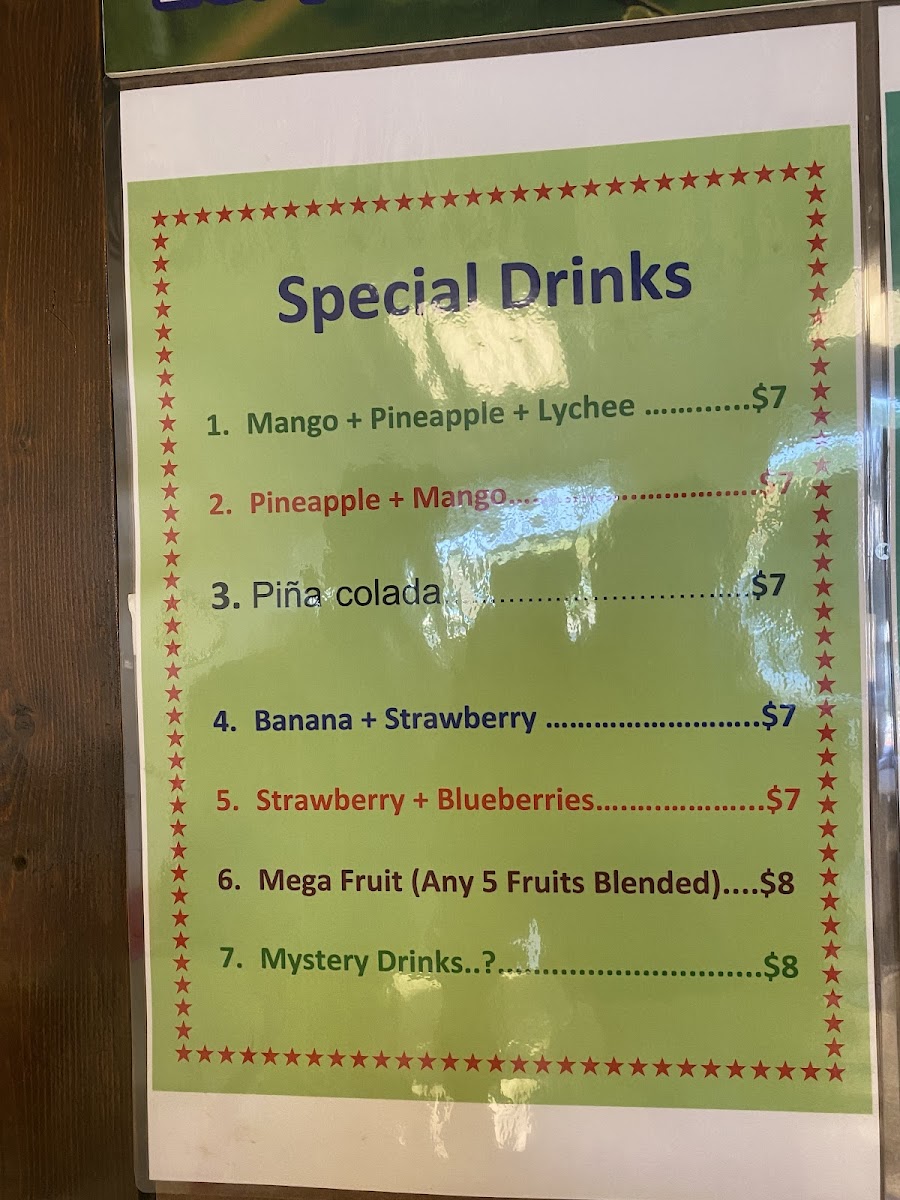 Special Drinks
1. Mango + Pineapple + Lychee ............$7
2. Pineapple + Mango..............................$7
3. Piña colada ..............................$7
4. Banana + Strawberry ...........................$7
5. Strawberry + Blueberries.....................$7
6. Mega Fruit (Any 5 Fruits Blended)....$8
7. Mystery Drinks..?.................................$8